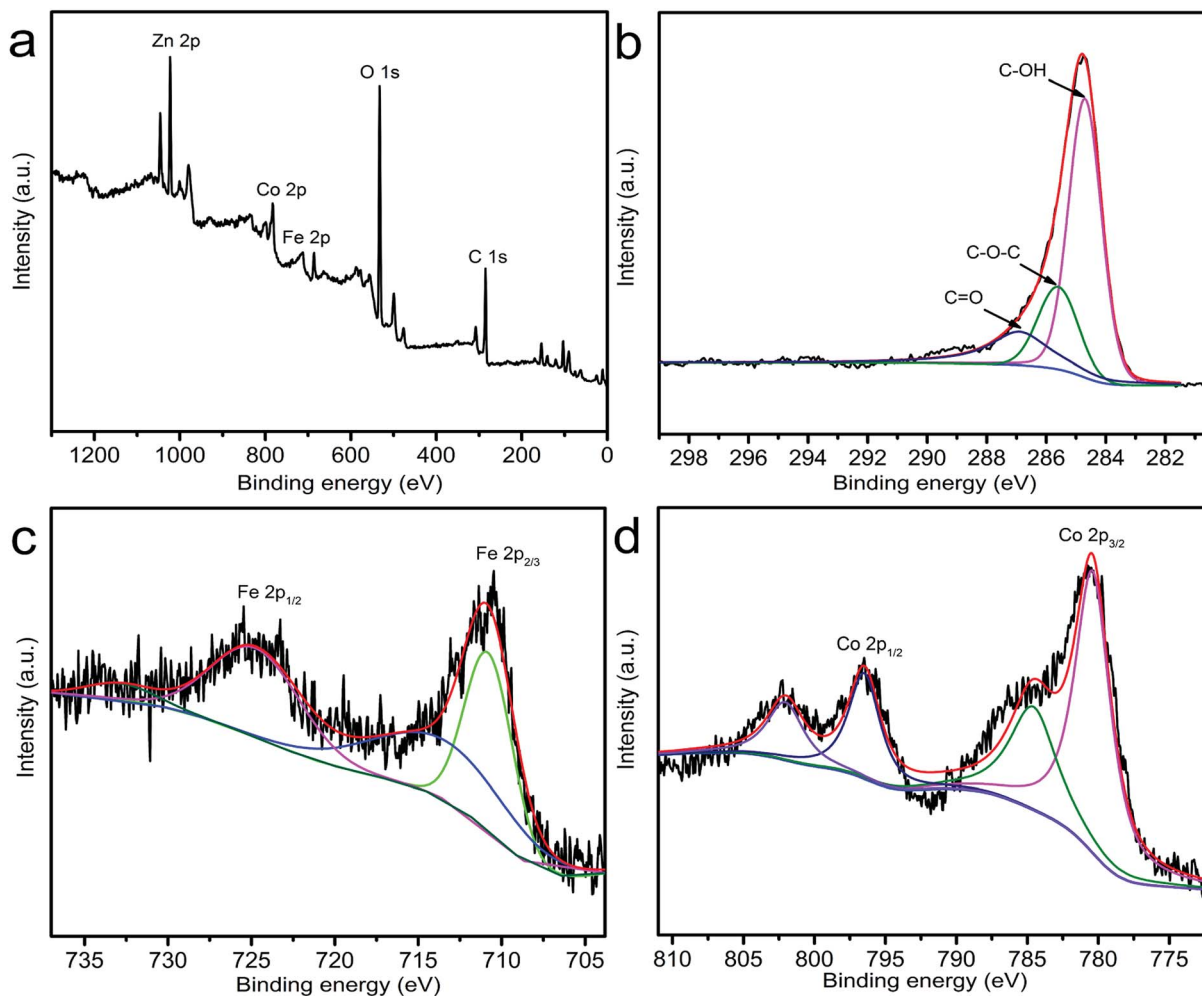 a
Zn 2p
O 1s
Co 2p
Fe 2p
C 1s
Intensity (a.u.)
1200 1000 800 600 400 200 0
Binding energy (eV)
b
C-OH
C-O-C
C=O
Intensity (a.u.)
298 296 294 292 290 288 286 284 282
Binding energy (eV)
c
Fe 2p2/3
Fe 2p1/2
Intensity (a.u.)
735 730 725 720 715 710 705
Binding energy (eV)
d
Co 2p3/2
Co 2p1/2
Intensity (a.u.)
810 805 800 795 790 785 780 775
Binding energy (eV)